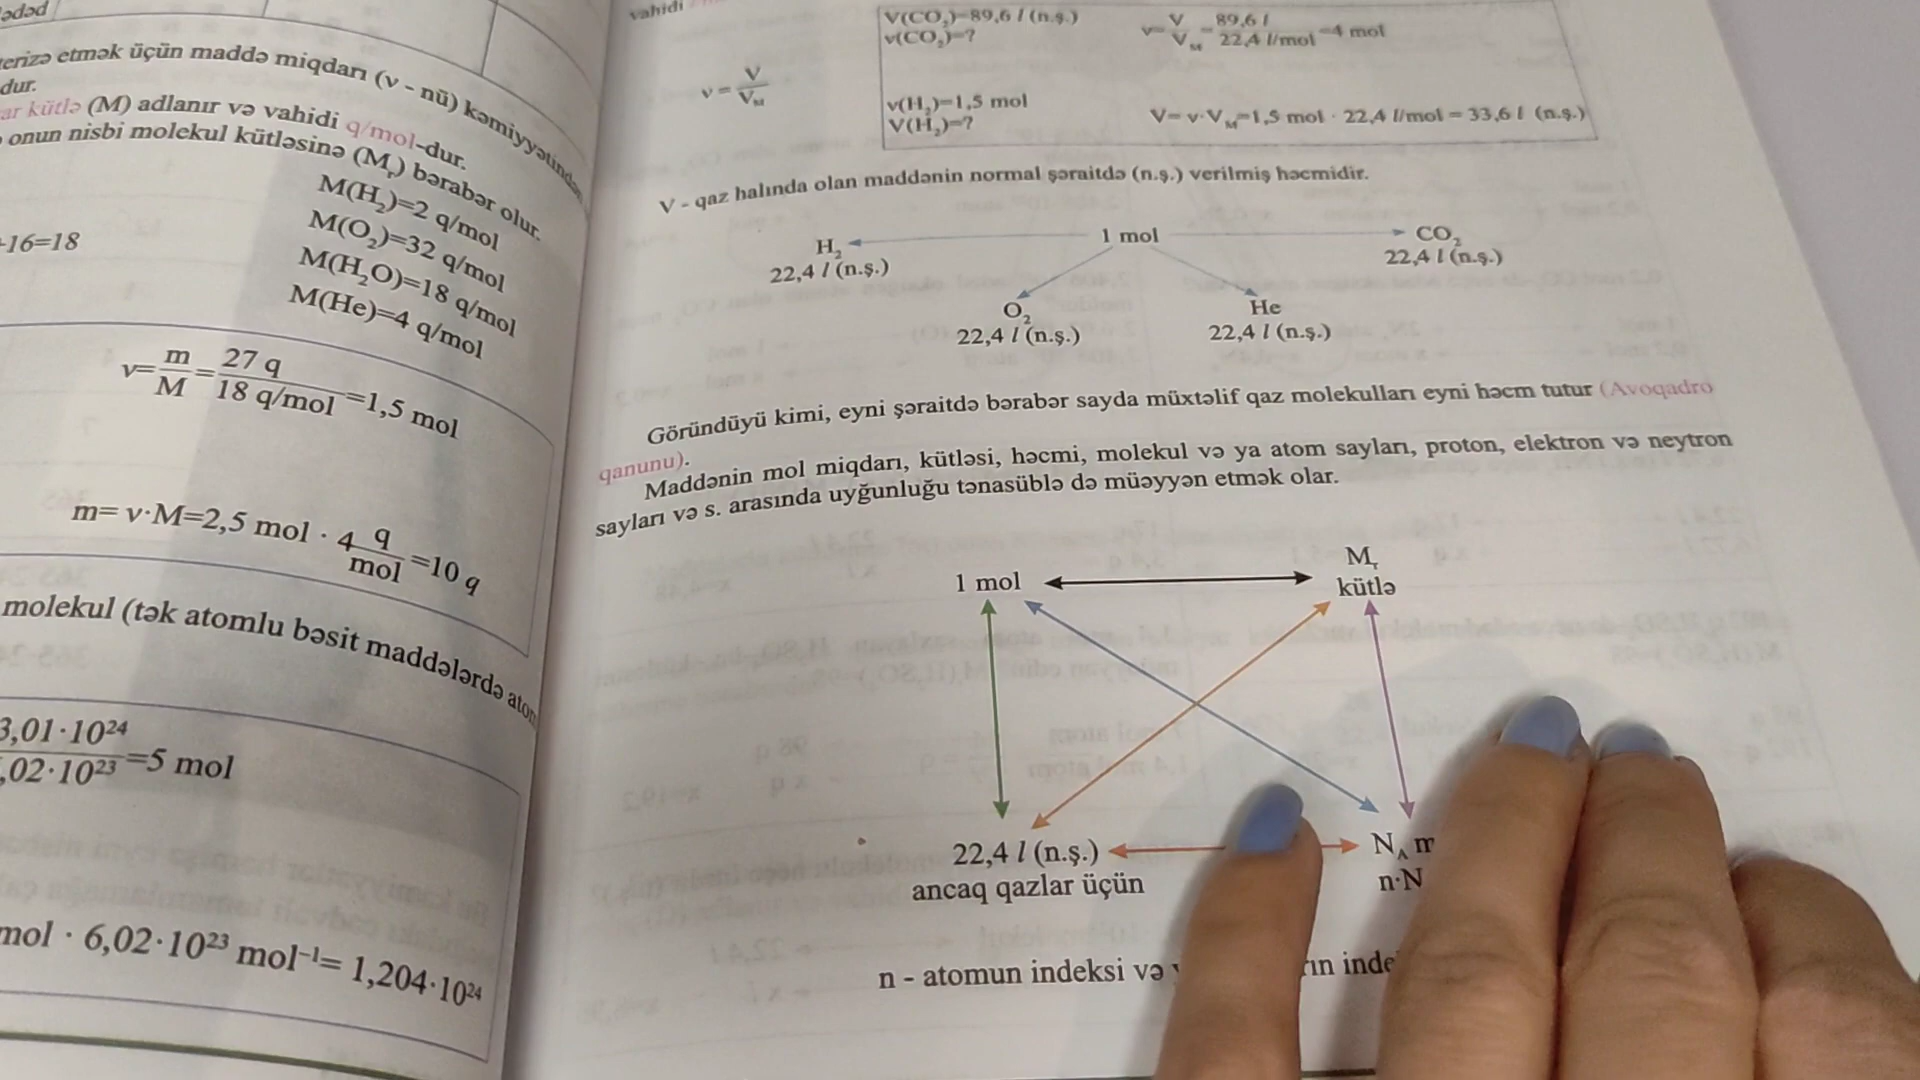 ədəd
erizə etmək üçün maddə miqdarı (ν - nü) kəmiyyətindən
dur.
ar kütlə (M) adlanır və vahidi q/mol-dur.
onun nisbi molekul kütləsinə (Mᵣ) bərabər olur.
M(H₂)=2 q/mol
M(O₂)=32 q/mol
+16=18
M(H₂O)=18 q/mol
M(He)=4 q/mol
ν=m/M=27 q/18 q/mol=1,5 mol
m= ν·M=2,5 mol · 4 q/mol=10 q
molekul (tək atomlu bəsit maddələrdə atom
3,01·10²⁴/,02·10²³=5 mol
mol · 6,02·10²³ mol⁻¹= 1,204·10²⁴
vahidi
V(CO₂)=89,6 l (n.ş.)
ν(CO₂)=?
ν=V/V_M=89,6 l/22,4 l/mol=4 mol
ν=V/V_M
ν(H₂)=1,5 mol
V(H₂)=?
V=ν·V_M=1,5 mol · 22,4 l/mol = 33,6 l (n.ş.)
V - qaz halında olan maddənin normal şəraitdə (n.ş.) verilmiş həcmidir.
H₂ 1 mol CO₂
22,4 l (n.ş.) 22,4 l (n.ş.)
O₂ He
22,4 l (n.ş.) 22,4 l (n.ş.)
Göründüyü kimi, eyni şəraitdə bərabər sayda müxtəlif qaz molekulları eyni həcm tutur (Avoqadro
qanunu).
Maddənin mol miqdarı, kütləsi, həcmi, molekul və ya atom sayları, proton, elektron və neytron
sayları və s. arasında uyğunluğu tənasüblə də müəyyən etmək olar.
1 mol Mᵣ
kütlə
22,4 l (n.ş.) N_A m
ancaq qazlar üçün n·N
n - atomun indeksi və y rın inde